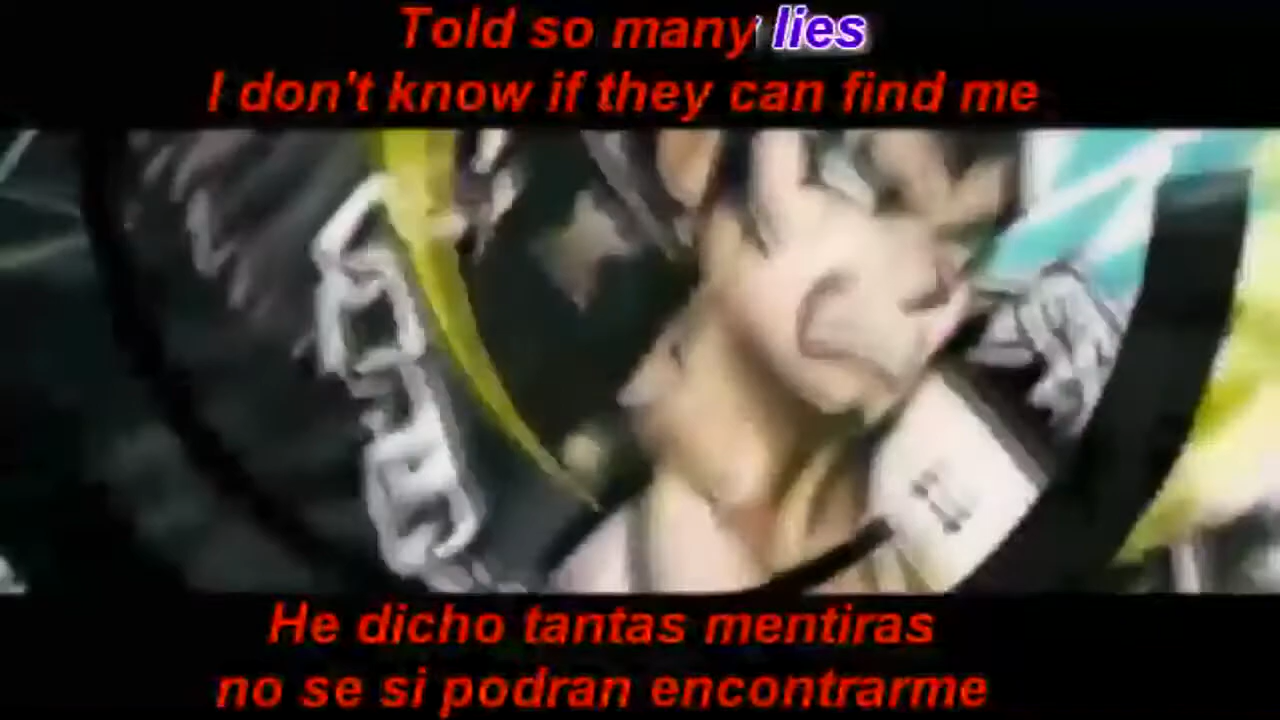 Told so many lies
I don't know if they can find me
He dicho tantas mentiras
no se si podran encontrarme